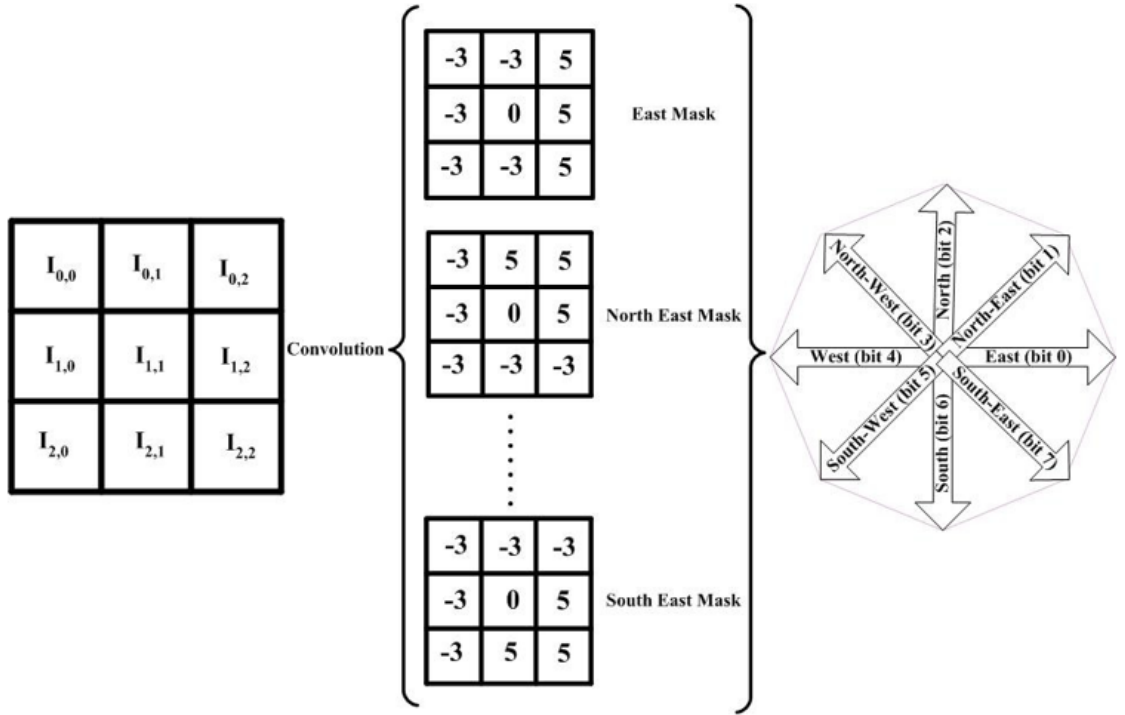 I0,0 I0,1 I0,2
I1,0 I1,1 I1,2
I2,0 I2,1 I2,2
Convolution
-3 -3 5
-3 0 5
-3 -3 5
East Mask
-3 5 5
-3 0 5
-3 -3 -3
North East Mask
-3 -3 -3
-3 0 5
-3 5 5
South East Mask
North (bit 2)
North-East (bit 1)
North-West (bit 3)
West (bit 4)
East (bit 0)
South-West (bit 5)
South (bit 6)
South-East (bit 7)